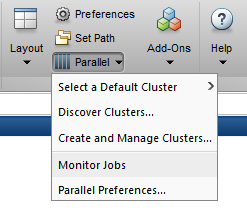 Preferences
Set Path
Layout
Parallel
Add-Ons
Help
Select a Default Cluster
Discover Clusters...
Create and Manage Clusters...
Monitor Jobs
Parallel Preferences...